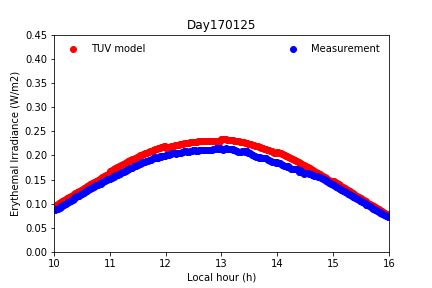 Day170125
TUV model
Measurement
Erythemal Irradiance (W/m2)
0.45
0.40
0.35
0.30
0.25
0.20
0.15
0.10
0.05
0.00
10 11 12 13 14 15 16
Local hour (h)